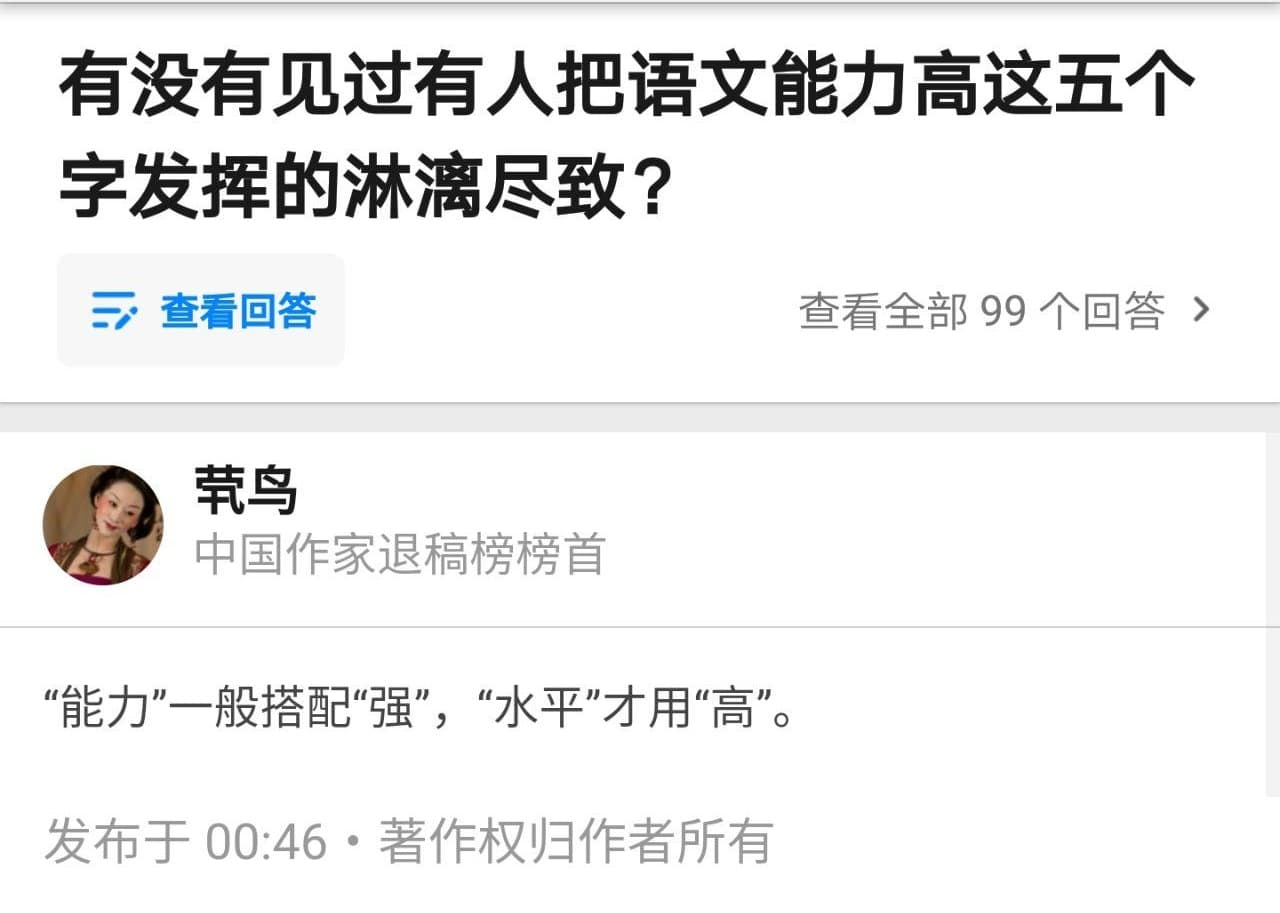 有没有见过有人把语文能力高这五个
字发挥的淋漓尽致？
查看回答
查看全部 99 个回答
茕鸟
中国作家退稿榜榜首
“能力”一般搭配“强”，“水平”才用“高”。
发布于 00:46・著作权归作者所有